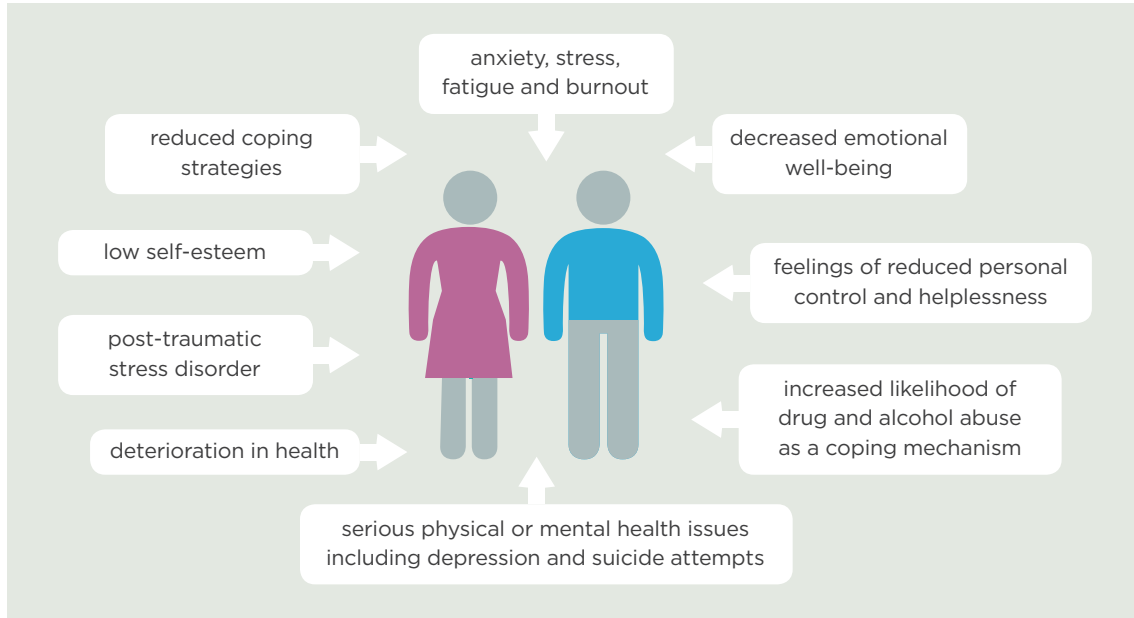 anxiety, stress,
fatigue and burnout
reduced coping
strategies
decreased emotional
well-being
low self-esteem
feelings of reduced personal
control and helplessness
post-traumatic
stress disorder
increased likelihood of
drug and alcohol abuse
as a coping mechanism
deterioration in health
serious physical or mental health issues
including depression and suicide attempts